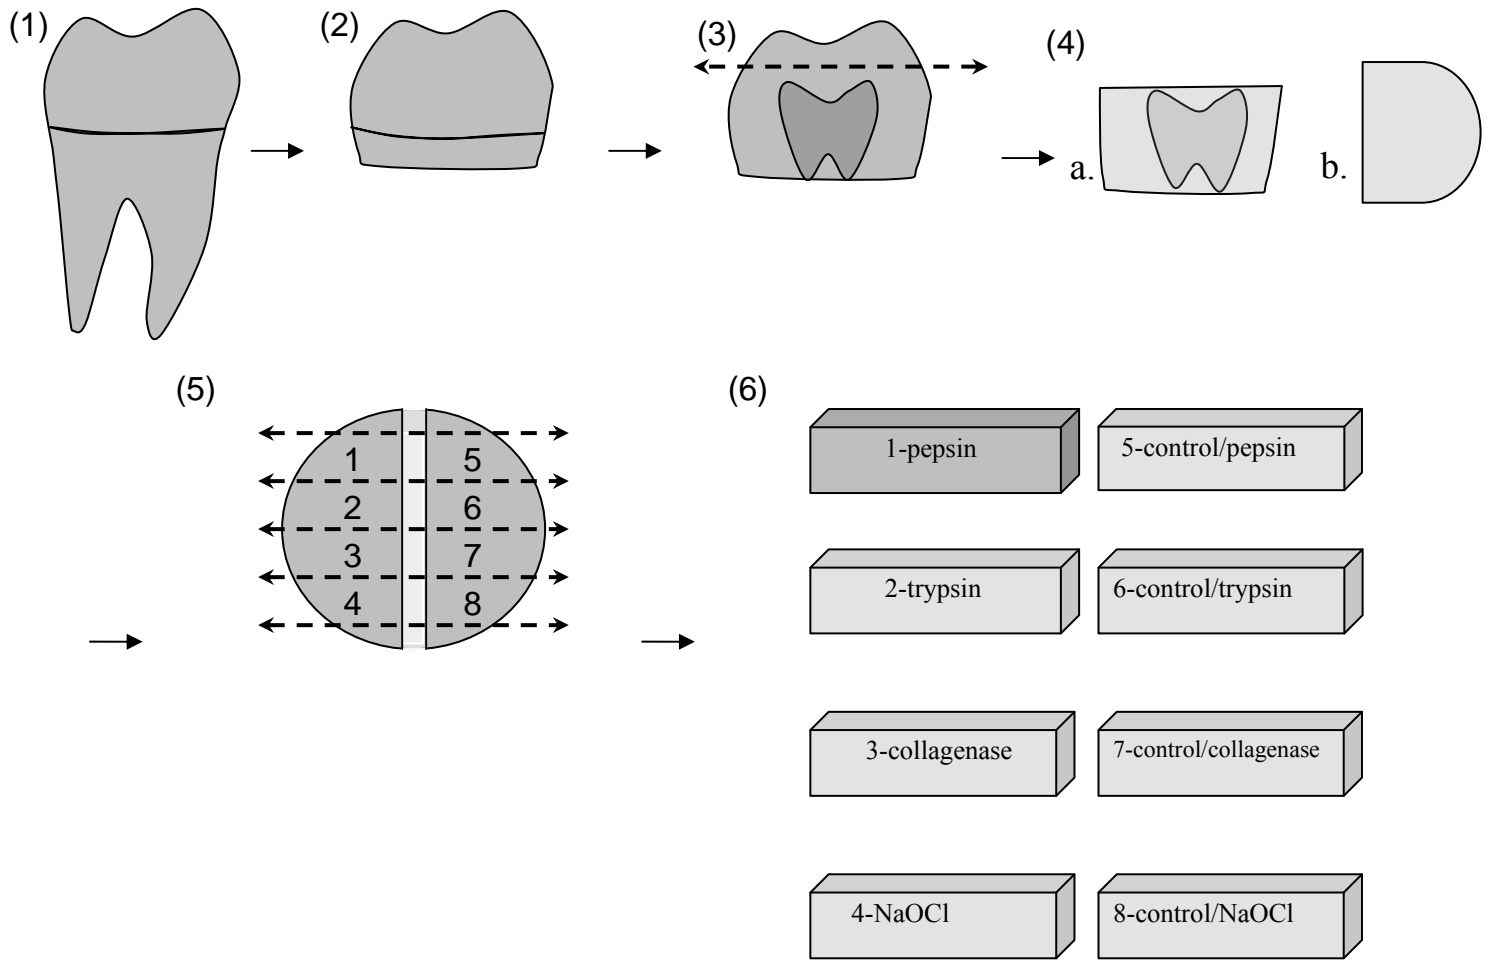 (1)
(2)
(3)
(4)
a.
b.
(5)
1 5
2 6
3 7
4 8
(6)
1-pepsin
5-control/pepsin
2-trypsin
6-control/trypsin
3-collagenase
7-control/collagenase
4-NaOCl
8-control/NaOCl